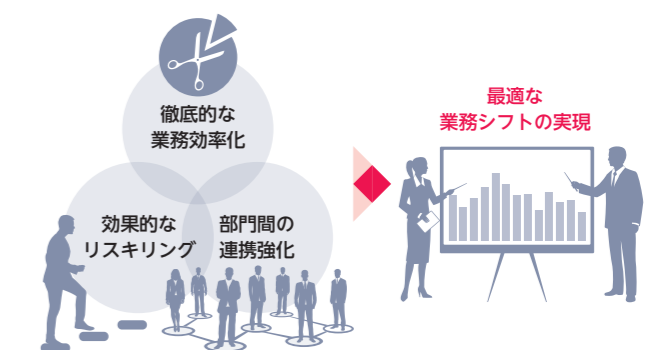 徹底的な
業務効率化
効果的な
リスキリング
部門間の
連携強化
最適な
業務シフトの実現